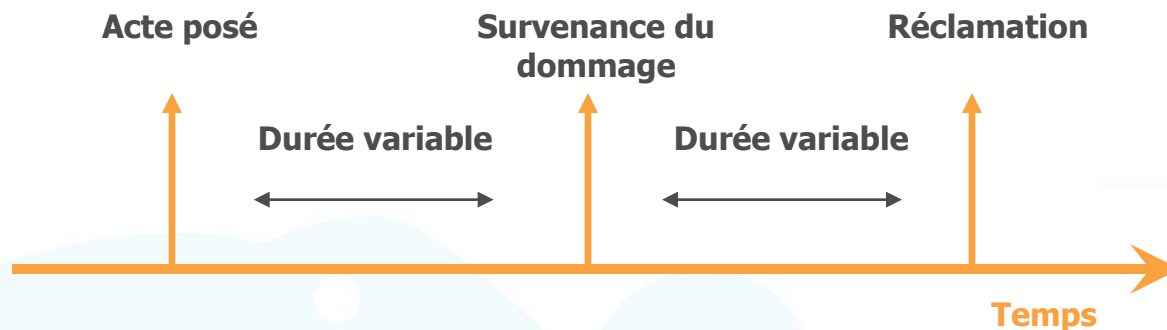 Acte posé
Survenance du
dommage
Réclamation
Durée variable
Durée variable
Temps